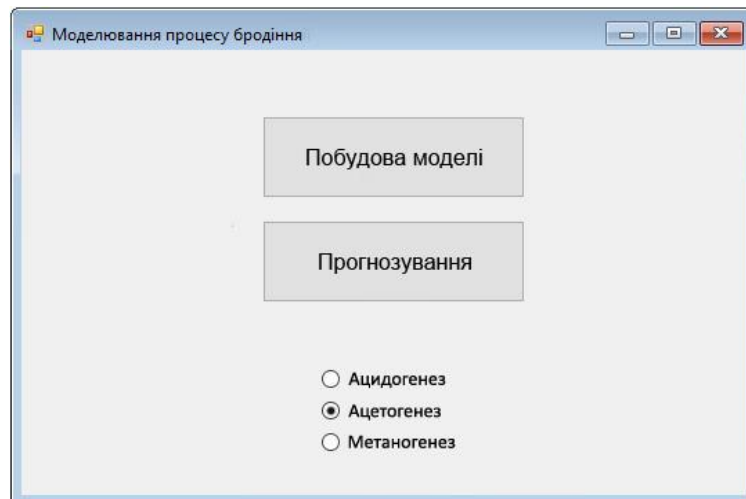 Моделювання процесу бродіння
Побудова моделі
Прогнозування
Ацидогенез
Ацетогенез
Метаногенез